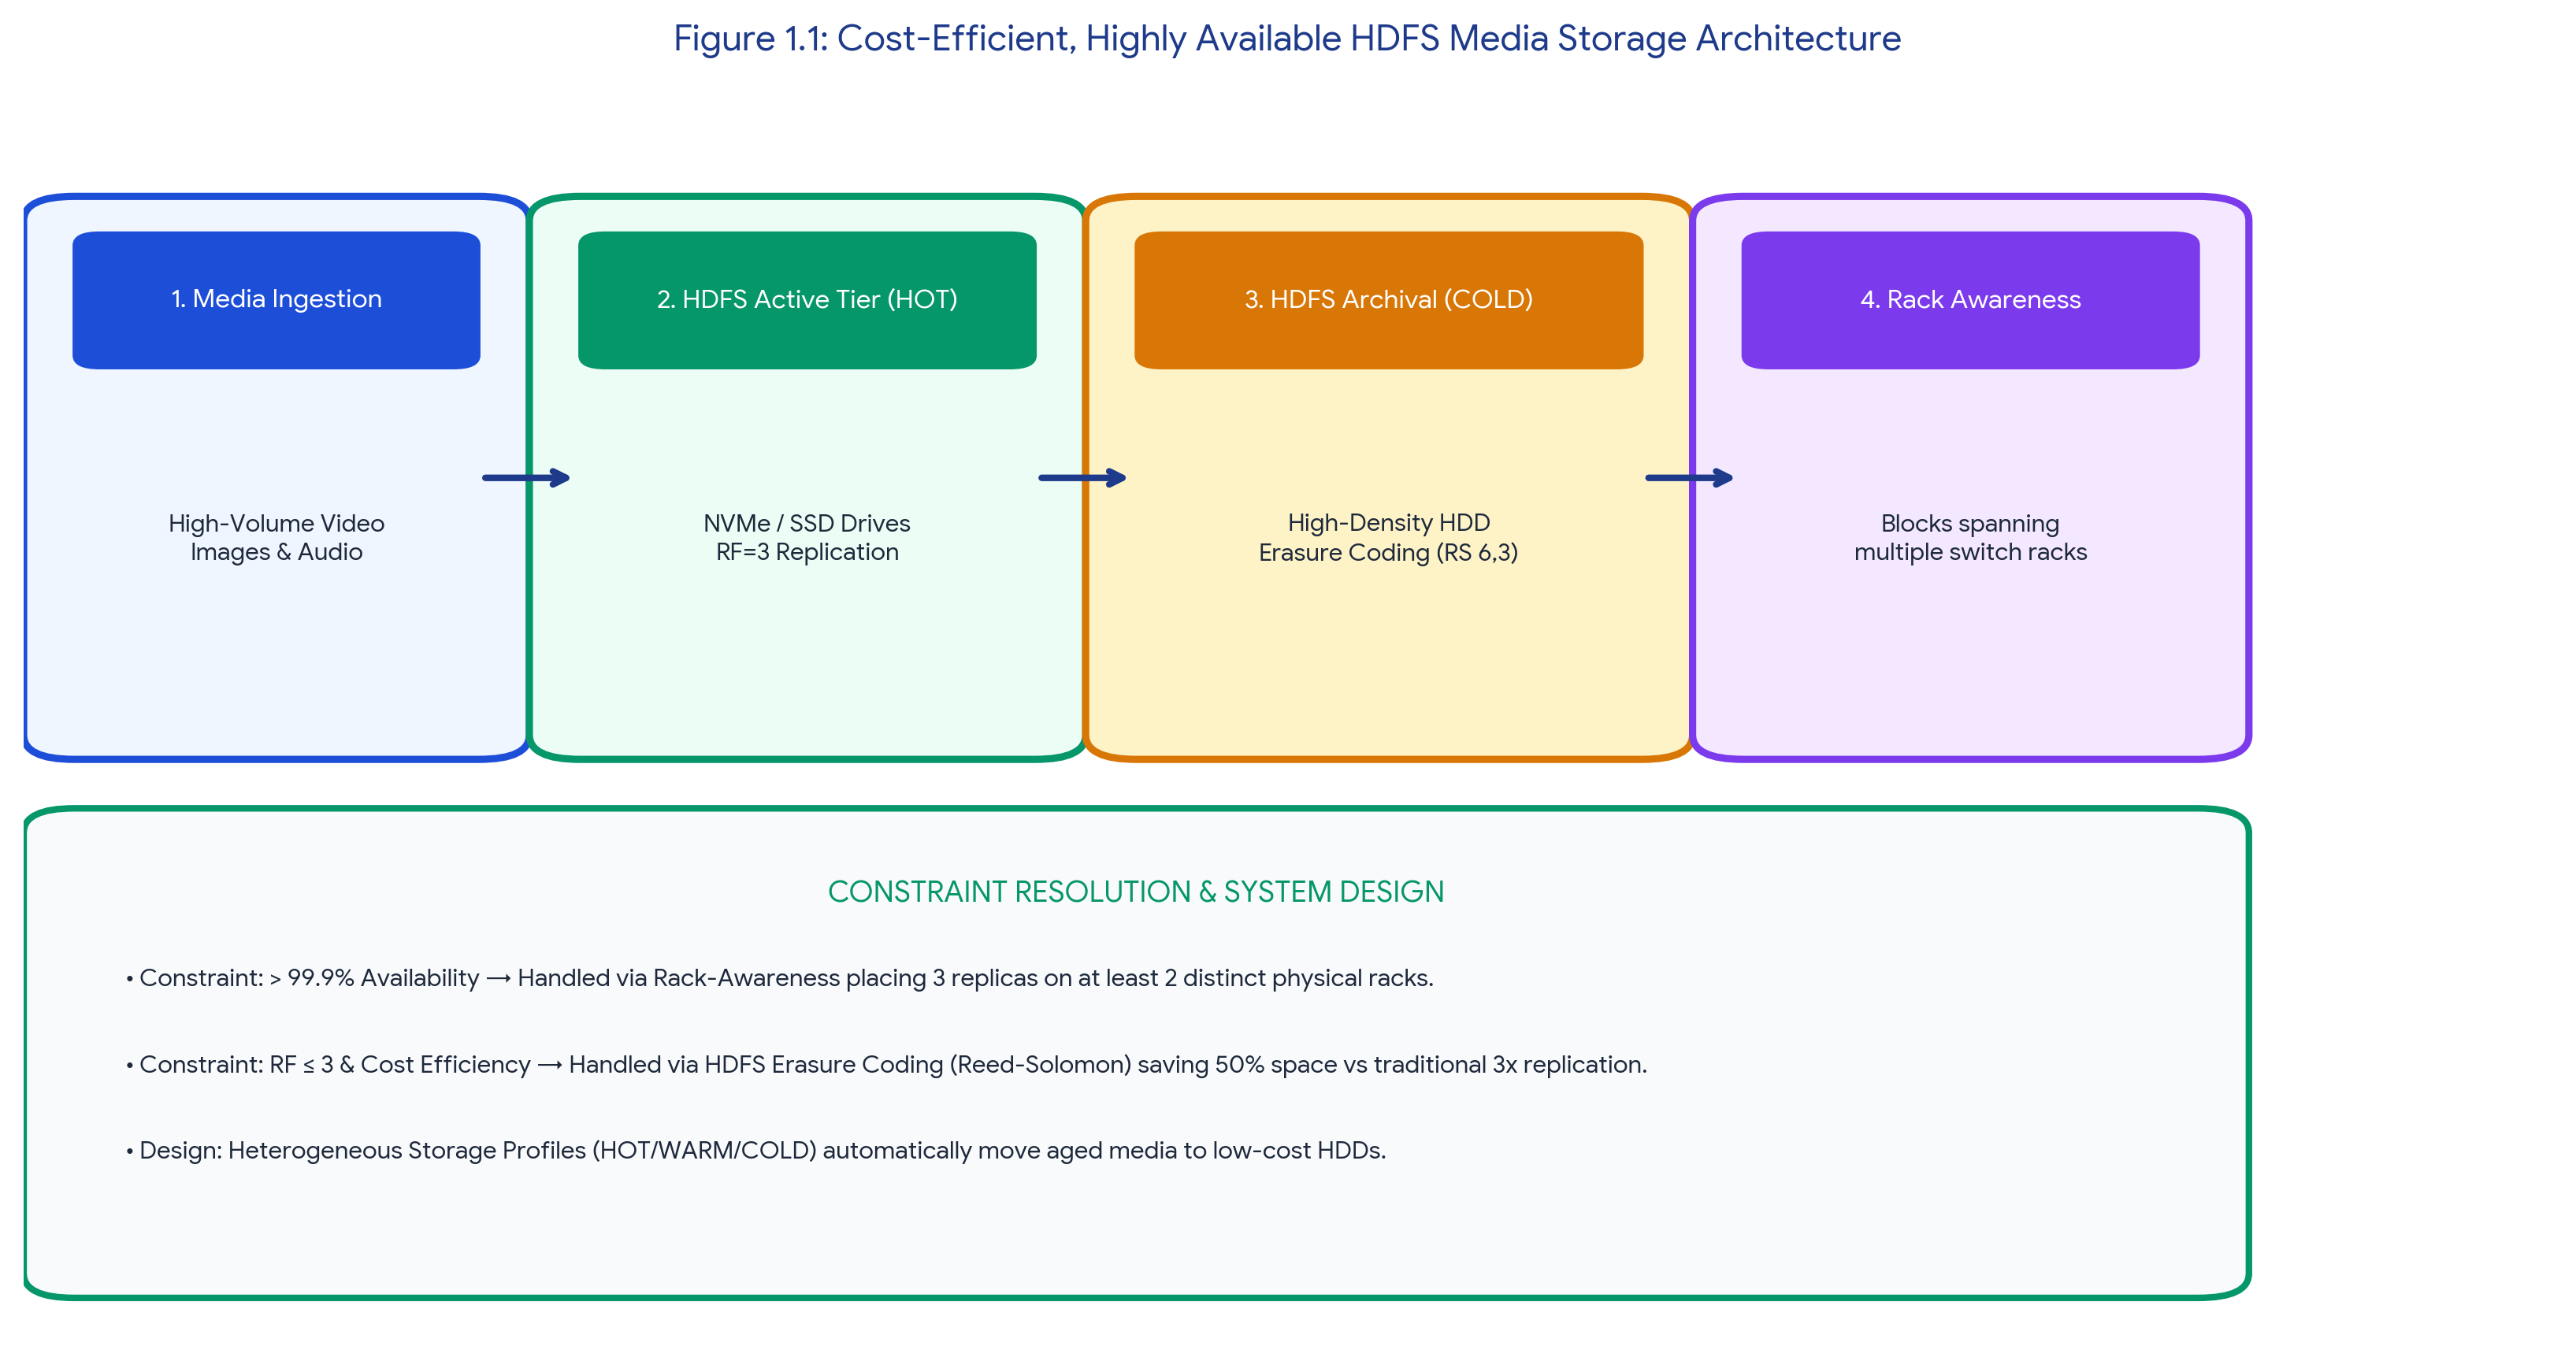 Figure 1.1: Cost-Efficient, Highly Available HDFS Media Storage Architecture
1. Media Ingestion
High-Volume Video
Images & Audio
2. HDFS Active Tier (HOT)
NVMe / SSD Drives
RF=3 Replication
3. HDFS Archival (COLD)
High-Density HDD
Erasure Coding (RS 6,3)
4. Rack Awareness
Blocks spanning
multiple switch racks
CONSTRAINT RESOLUTION & SYSTEM DESIGN
• Constraint: > 99.9% Availability → Handled via Rack-Awareness placing 3 replicas on at least 2 distinct physical racks.
• Constraint: RF ≤ 3 & Cost Efficiency → Handled via HDFS Erasure Coding (Reed-Solomon) saving 50% space vs traditional 3x replication.
• Design: Heterogeneous Storage Profiles (HOT/WARM/COLD) automatically move aged media to low-cost HDDs.